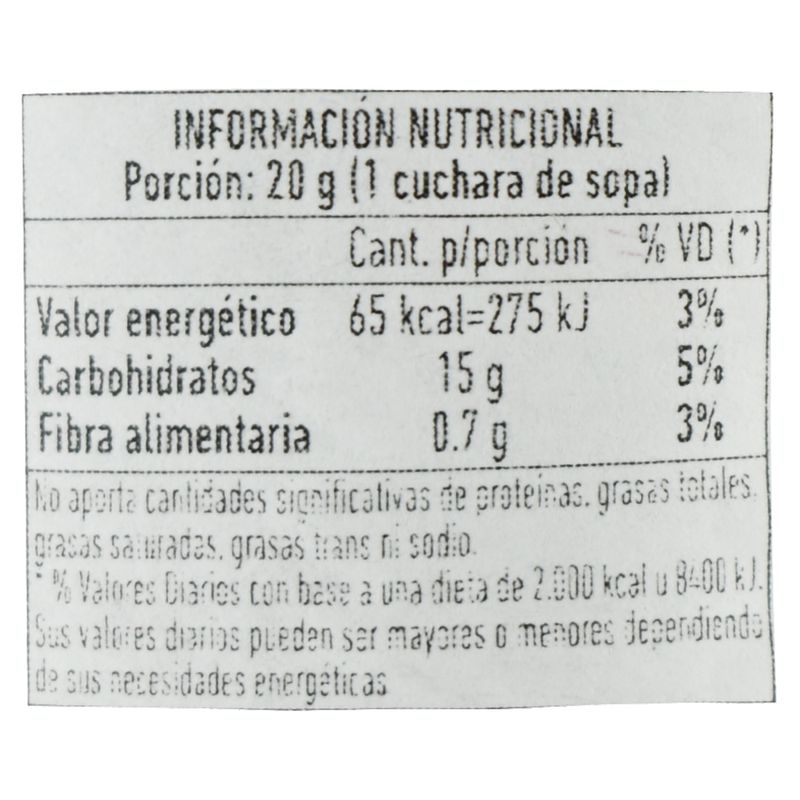 INFORMACIÓN NUTRICIONAL
Porción: 20 g (1 cuchara de sopa)
Cant. p/porción % VD (*)
Valor energético 65 kcal=275 kJ 3%
Carbohidratos 15 g 5%
Fibra alimentaria 0.7 g 3%
No aporta cantidades significativas de proteínas, grasas totales,
grasas saturadas, grasas trans ni sodio.
* % Valores Diarios con base a una dieta de 2.000 kcal u 8400 kJ.
Sus valores diarios pueden ser mayores o menores dependiendo
de sus necesidades energéticas